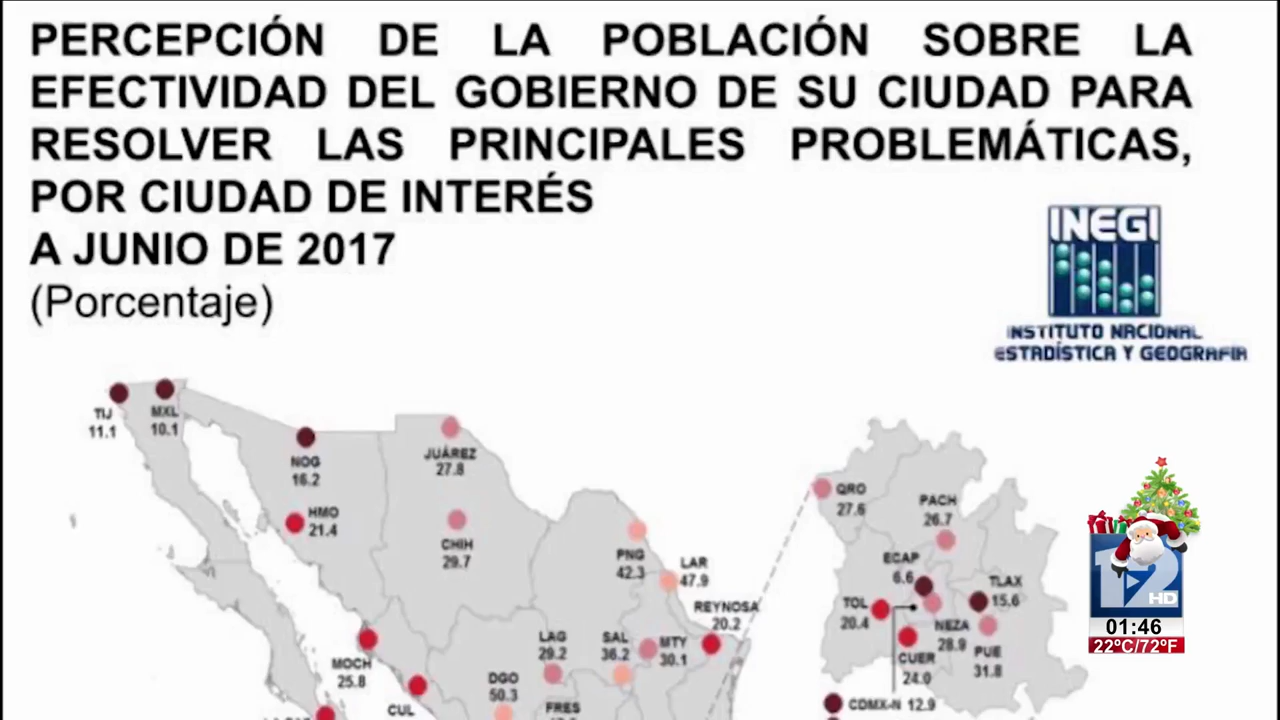 PERCEPCIÓN DE LA POBLACIÓN SOBRE LA
EFECTIVIDAD DEL GOBIERNO DE SU CIUDAD PARA
RESOLVER LAS PRINCIPALES PROBLEMÁTICAS,
POR CIUDAD DE INTERÉS
A JUNIO DE 2017
(Porcentaje)
INEGI
INSTITUTO NACIONAL
ESTADÍSTICA Y GEOGRAFÍA
TIJ
11.1
MXL
10.1
NOG
16.2
HMO
21.4
JUÁREZ
27.8
CHIH
29.7
PNG
42.3
LAR
47.9
REYNOSA
20.2
LAG
29.2
SAL
36.2
MTY
30.1
MOCH
25.8
DGO
50.3
CUL
FRES
QRO
27.6
PACH
26.7
ECAP
6.6
TLAX
15.6
TOL
20.4
NEZA
28.9
CUER
24.0
PUE
31.8
CDMX-N 12.9
12
HD
01:46
22ºC/72ºF